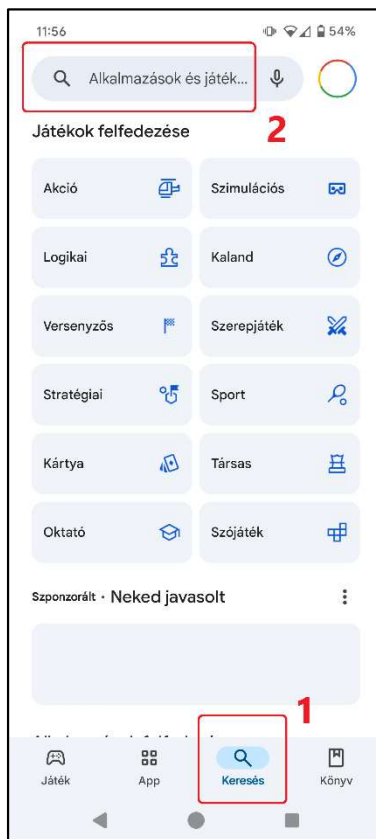 11:56 54%
Alkalmazások és játék...
2
Játékok felfedezése
Akció Szimulációs
Logikai Kaland
Versenyzős Szerepjáték
Stratégiai Sport
Kártya Társas
Oktató Szójáték
Szponzorált · Neked javasolt
1
Játék App Keresés Könyv